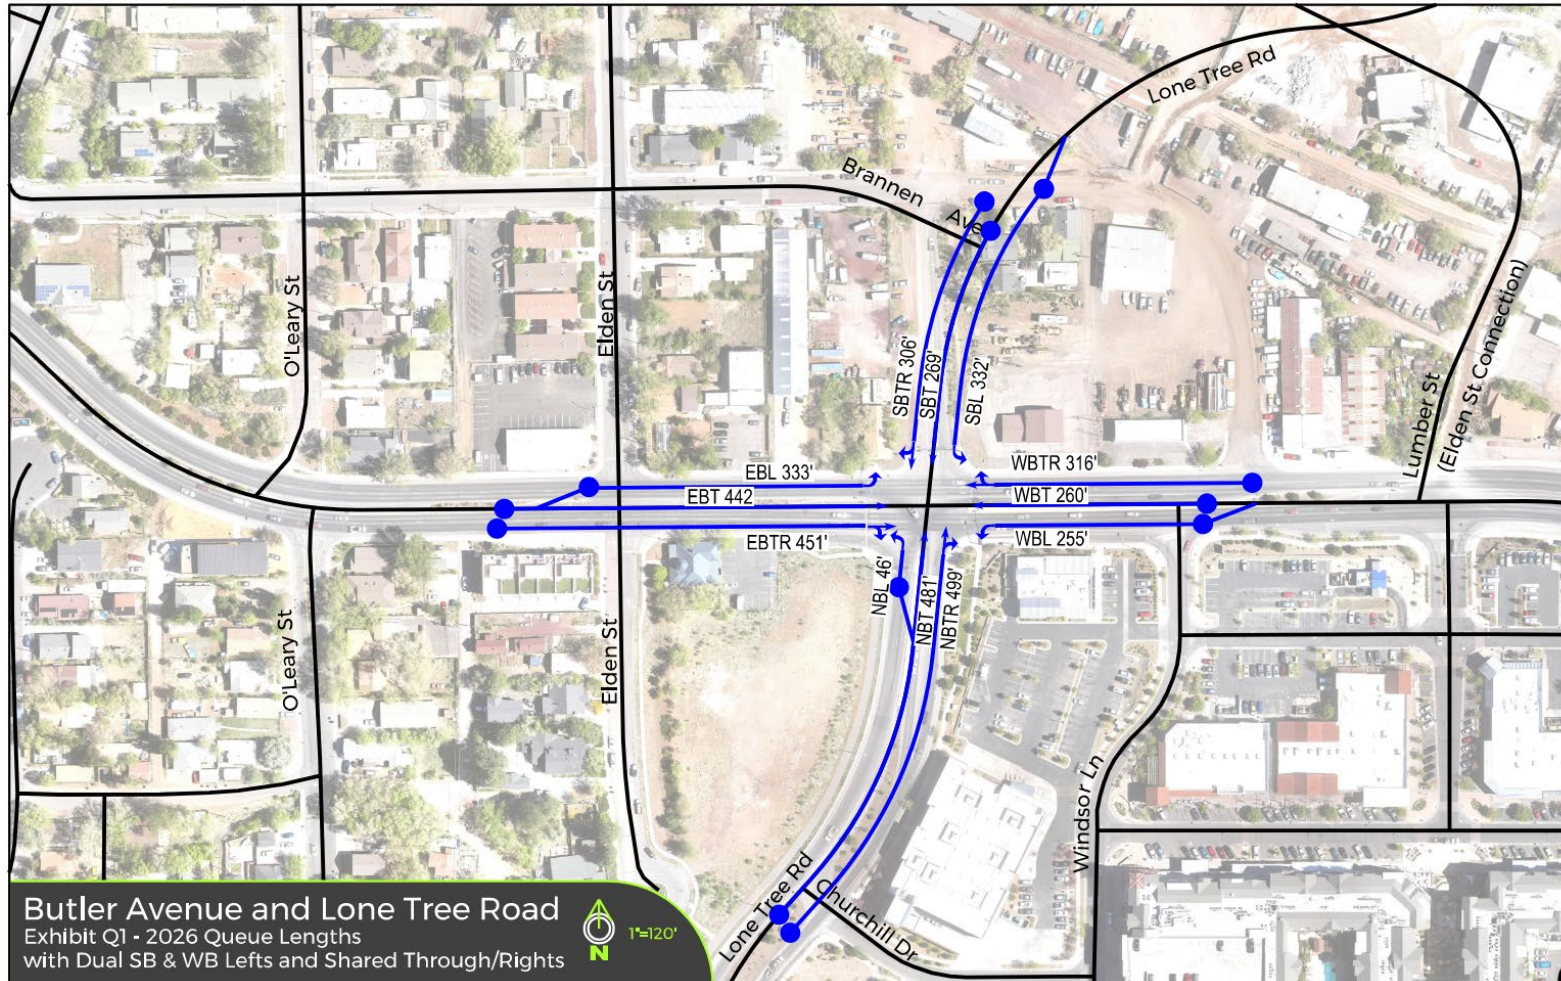 Lone Tree Rd
Brannen
Ave
O'Leary St
Elden St
SBTR 306'
SBT 269'
SBL 332'
Lumber St
(Elden St Connection)
EBL 333'
WBTR 316'
EBT 442
WBT 260'
EBTR 451'
WBL 255'
NBL 46'
NBT 481'
NBTR 499'
O'Leary St
Elden St
Windsor Ln
Lone Tree Rd
Churchill Dr
Butler Avenue and Lone Tree Road
Exhibit Q1 - 2026 Queue Lengths
with Dual SB & WB Lefts and Shared Through/Rights
N
1"=120'